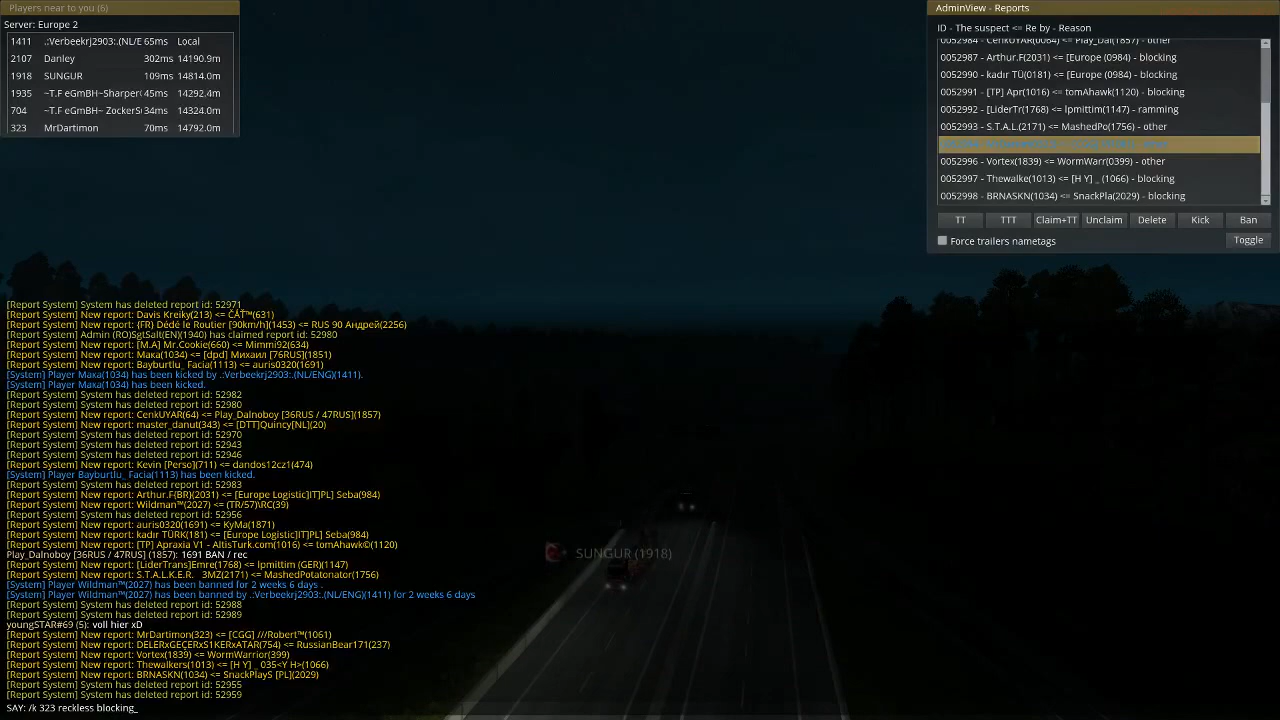 Players near to you (6)
Server: Europe 2
1411 .:Verbeekrj2903:.(NL/E 65ms Local
2107 Danley 302ms 14190.9m
1918 SUNGUR 109ms 14814.0m
1935 ~T.F eGmBH~Sharper( 45ms 14292.4m
704 ~T.F eGmBH~ ZockerS( 34ms 14324.0m
323 MrDartimon 70ms 14792.0m
AdminView - Reports
ID - The suspect <= Re by - Reason
0052984 - CenkUYAR(0064) <= Play_Dal(1857) - other
0052987 - Arthur.F(2031) <= [Europe (0984) - blocking
0052990 - kadır TÜ(0181) <= [Europe (0984) - blocking
0052991 - [TP] Apr(1016) <= tomAhawk(1120) - blocking
0052992 - [LiderTr(1768) <= lpmittim(1147) - ramming
0052993 - S.T.A.L.(2171) <= MashedPo(1756) - other
0052996 - Vortex(1839) <= WormWarr(0399) - other
0052997 - Thewalke(1013) <= [H Y] _ (1066) - blocking
0052998 - BRNASKN(1034) <= SnackPla(2029) - blocking
TT TTT Claim+TT Unclaim Delete Kick Ban
Force trailers nametags Toggle
[Report System] System has deleted report id: 52971
[Report System] New report: Davis Kreiky(213) <= ČÁŤ™(631)
[Report System] New report: {FR} Dédé le Routier [90km/h](1453) <= RUS 90 Андрей(2256)
[Report System] Admin (RO)SgtSalt(EN)(1940) has claimed report id: 52980
[Report System] New report: [M.A] Mr.Cookie(660) <= Mimmi92(634)
[Report System] New report: Мака(1034) <= [dpd] Михаил [76RUS](1851)
[Report System] New report: Bayburtlu_ Facia(1113) <= auris0320(1691)
[System] Player Мака(1034) has been kicked by .:Verbeekrj2903:.(NL/ENG)(1411).
[System] Player Мака(1034) has been kicked.
[Report System] System has deleted report id: 52982
[Report System] System has deleted report id: 52980
[Report System] New report: CenkUYAR(64) <= Play_Dalnoboy [36RUS / 47RUS](1857)
[Report System] New report: master_danut(343) <= [DTT]Quincy[NL](20)
[Report System] System has deleted report id: 52970
[Report System] System has deleted report id: 52943
[Report System] System has deleted report id: 52946
[Report System] New report: Kevin [Perso](711) <= dandos12cz1(474)
[System] Player Bayburtlu_ Facia(1113) has been kicked.
[Report System] System has deleted report id: 52983
[Report System] New report: Arthur.F{BR}(2031) <= [Europe Logistic]IT]PL] Seba(984)
[Report System] New report: Wildman™(2027) <= (TR/57)\RC(39)
[Report System] System has deleted report id: 52956
[Report System] New report: auris0320(1691) <= KyMa(1871)
[Report System] New report: kadır TÜRK(181) <= [Europe Logistic]IT]PL] Seba(984)
[Report System] New report: [TP] Apraxia V1 - AltisTurk.com(1016) <= tomAhawk©(1120)
Play_Dalnoboy [36RUS / 47RUS] (1857): 1691 BAN / rec
[Report System] New report: [LiderTrans]Emre(1768) <= lpmittim (GER)(1147)
[Report System] New report: S.T.A.L.K.E.R. 3MZ(2171) <= MashedPotatonator(1756)
[System] Player Wildman™(2027) has been banned for 2 weeks 6 days .
[System] Player Wildman™(2027) has been banned by .:Verbeekrj2903:.(NL/ENG)(1411) for 2 weeks 6 days
[Report System] System has deleted report id: 52988
[Report System] System has deleted report id: 52989
youngSTAR#69 (5): voll hier xD
[Report System] New report: MrDartimon(323) <= [CGG] ///Robert™(1061)
[Report System] New report: DELERxGEÇERxS1KERxATAR(754) <= RussianBear171(237)
[Report System] New report: Vortex(1839) <= WormWarrior(399)
[Report System] New report: Thewalkers(1013) <= [H Y] _ 035<Y H>(1066)
[Report System] New report: BRNASKN(1034) <= SnackPlayS [PL](2029)
[Report System] System has deleted report id: 52955
[Report System] System has deleted report id: 52959
SAY: /k 323 reckless blocking_
SUNGUR (1918)